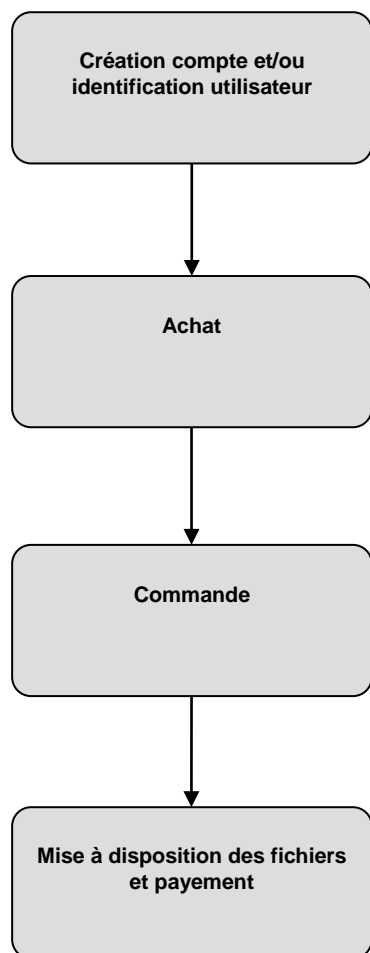 Création compte et/ou
identification utilisateur
Achat
Commande
Mise à disposition des fichiers
et payement